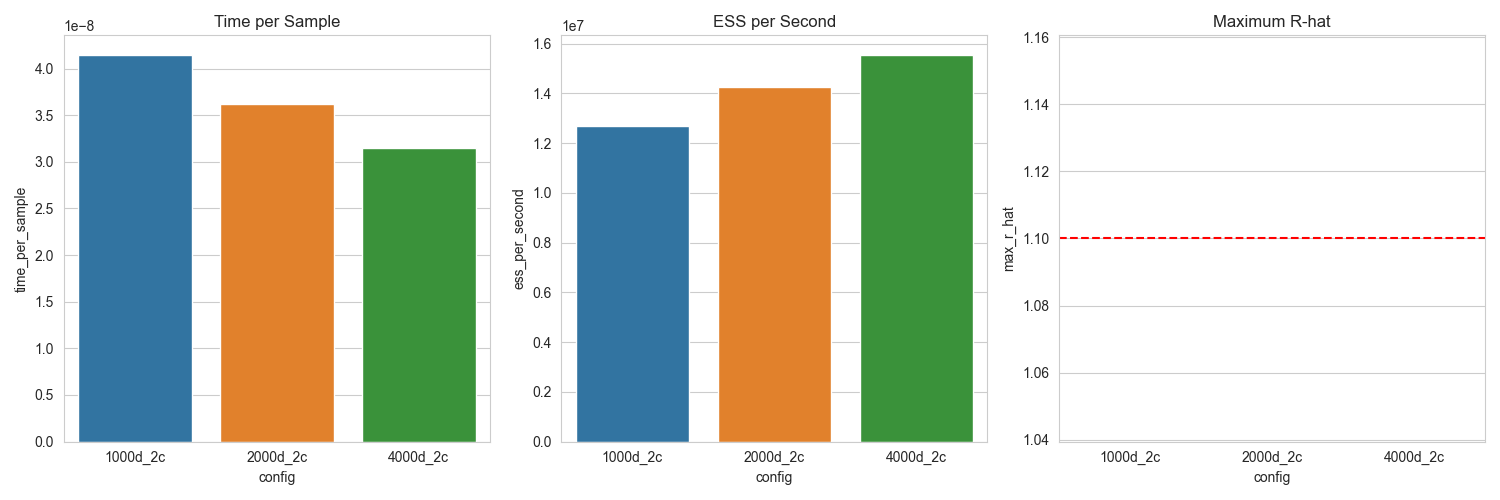 Time per Sample
1e−8
4.0
3.5
3.0
2.5
2.0
1.5
1.0
0.5
0.0
time_per_sample
1000d_2c 2000d_2c 4000d_2c
config
ESS per Second
1e7
1.6
1.4
1.2
1.0
0.8
0.6
0.4
0.2
0.0
ess_per_second
1000d_2c 2000d_2c 4000d_2c
config
Maximum R-hat
1.16
1.14
1.12
1.10
1.08
1.06
1.04
max_r_hat
1000d_2c 2000d_2c 4000d_2c
config